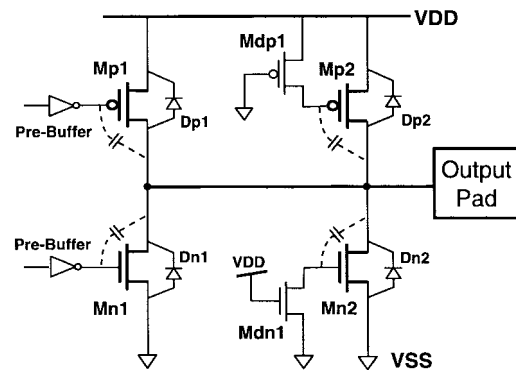 VDD
Mdp1
Mp1
Mp2
Pre-Buffer
Dp1
Dp2
Output
Pad
Pre-Buffer
Dn1
VDD
Dn2
Mn1
Mn2
Mdn1
VSS